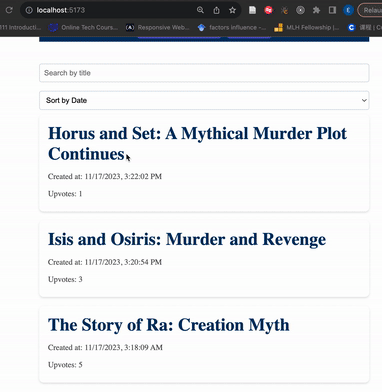 localhost:5173
Relau
111 Introducti...
Online Tech Cours...
Responsive Web...
factors influence -...
MLH Fellowship |...
Search by title
Sort by Date
Horus and Set: A Mythical Murder Plot
Continues
Created at: 11/17/2023, 3:22:02 PM
Upvotes: 1
Isis and Osiris: Murder and Revenge
Created at: 11/17/2023, 3:20:54 PM
Upvotes: 3
The Story of Ra: Creation Myth
Created at: 11/17/2023, 3:18:09 AM
Upvotes: 5